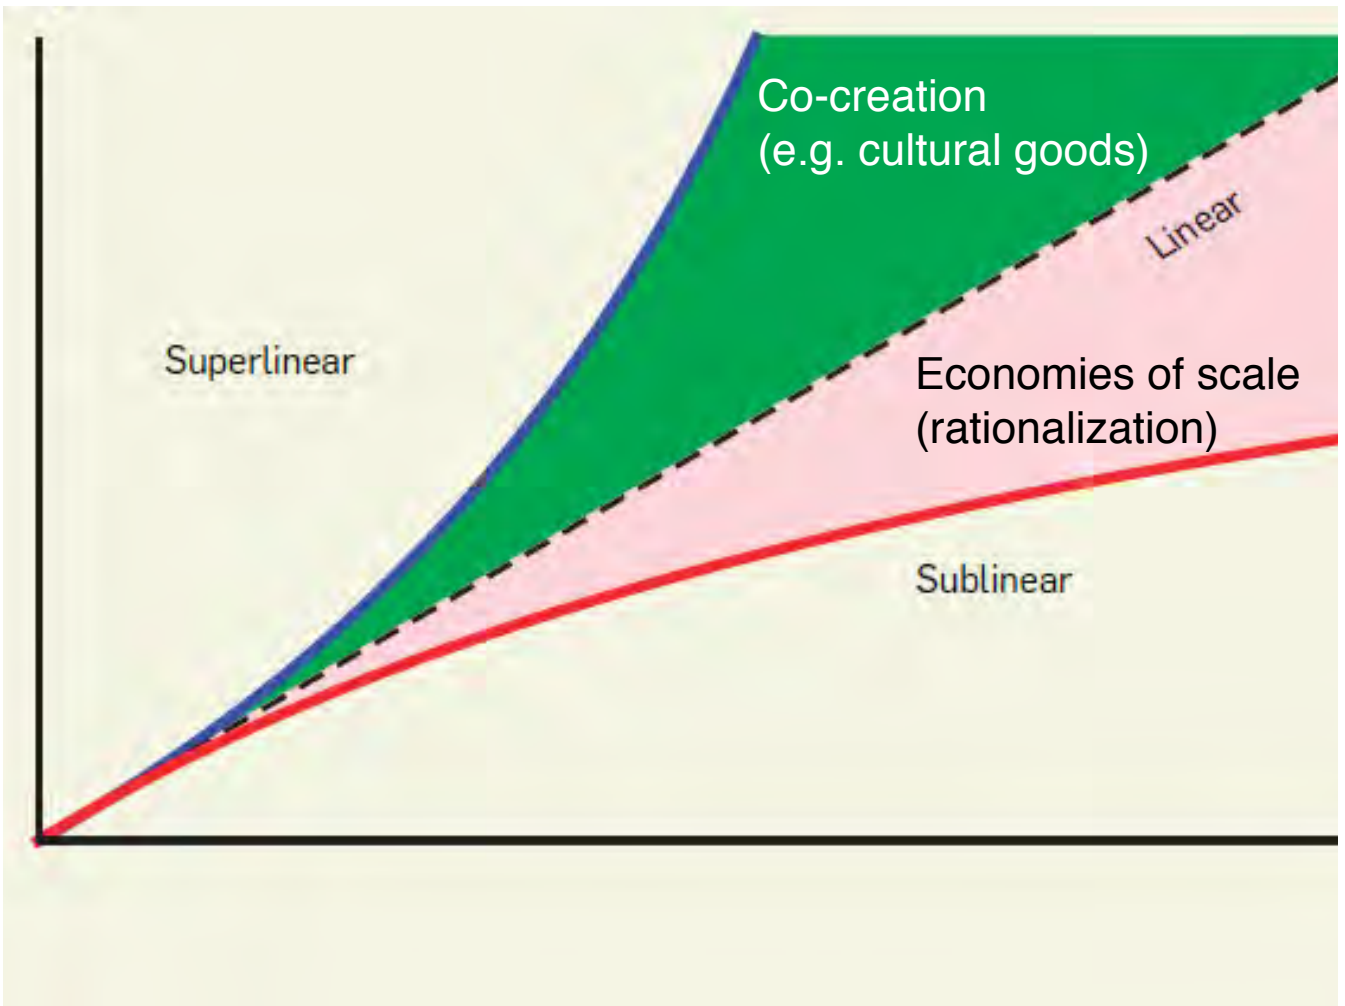 Co-creation
(e.g. cultural goods)
Linear
Superlinear
Economies of scale
(rationalization)
Sublinear